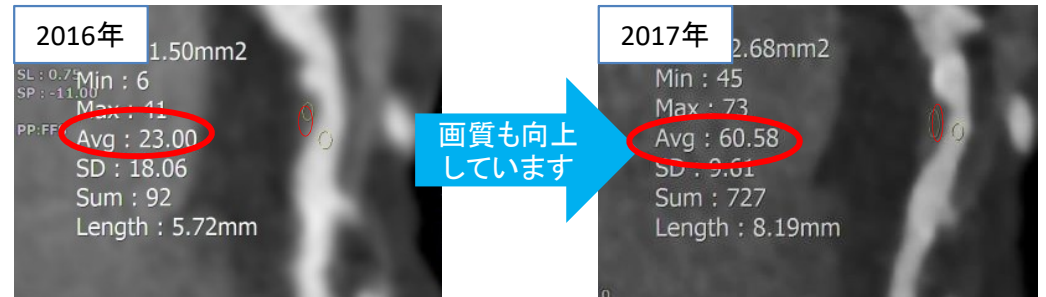 2016年
1.50mm2
SL : 0.75
SP : -11.00
Min : 6
Max : 41
PP:FF
Avg : 23.00
SD : 18.06
Sum : 92
Length : 5.72mm
画質も向上
しています
2017年
2.68mm2
Min : 45
Max : 73
Avg : 60.58
SD : 9.61
Sum : 727
Length : 8.19mm
0